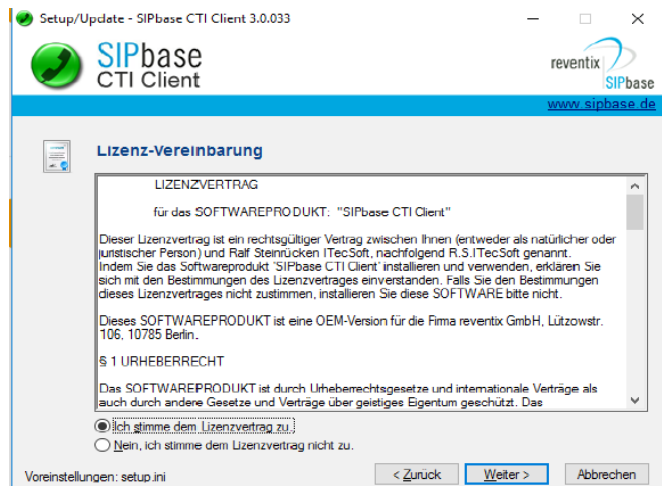 Setup/Update - SIPbase CTI Client 3.0.033
SIPbase
CTI Client
reventix
SIPbase
www.sipbase.de
Lizenz-Vereinbarung
LIZENZVERTRAG
für das SOFTWAREPRODUKT: "SIPbase CTI Client"
Dieser Lizenzvertrag ist ein rechtsgültiger Vertrag zwischen Ihnen (entweder als natürlicher oder
juristischer Person) und Ralf Steinrücken ITecSoft, nachfolgend R.S.ITecSoft genannt.
Indem Sie das Softwareprodukt 'SIPbase CTI Client' installieren und verwenden, erklären Sie
sich mit den Bestimmungen des Lizenzvertrages einverstanden. Falls Sie den Bestimmungen
dieses Lizenzvertrages nicht zustimmen, installieren Sie diese SOFTWARE bitte nicht.
Dieses SOFTWAREPRODUKT ist eine OEM-Version für die Firma reventix GmbH, Lützowstr.
106, 10785 Berlin.
§ 1 URHEBERRECHT
Das SOFTWAREPRODUKT ist durch Urheberrechtsgesetze und internationale Verträge als
auch durch andere Gesetze und Verträge über geistiges Eigentum geschützt. Das
Ich stimme dem Lizenzvertrag zu.
Nein, ich stimme dem Lizenzvertrag nicht zu.
Voreinstellungen: setup.ini
< Zurück
Weiter >
Abbrechen